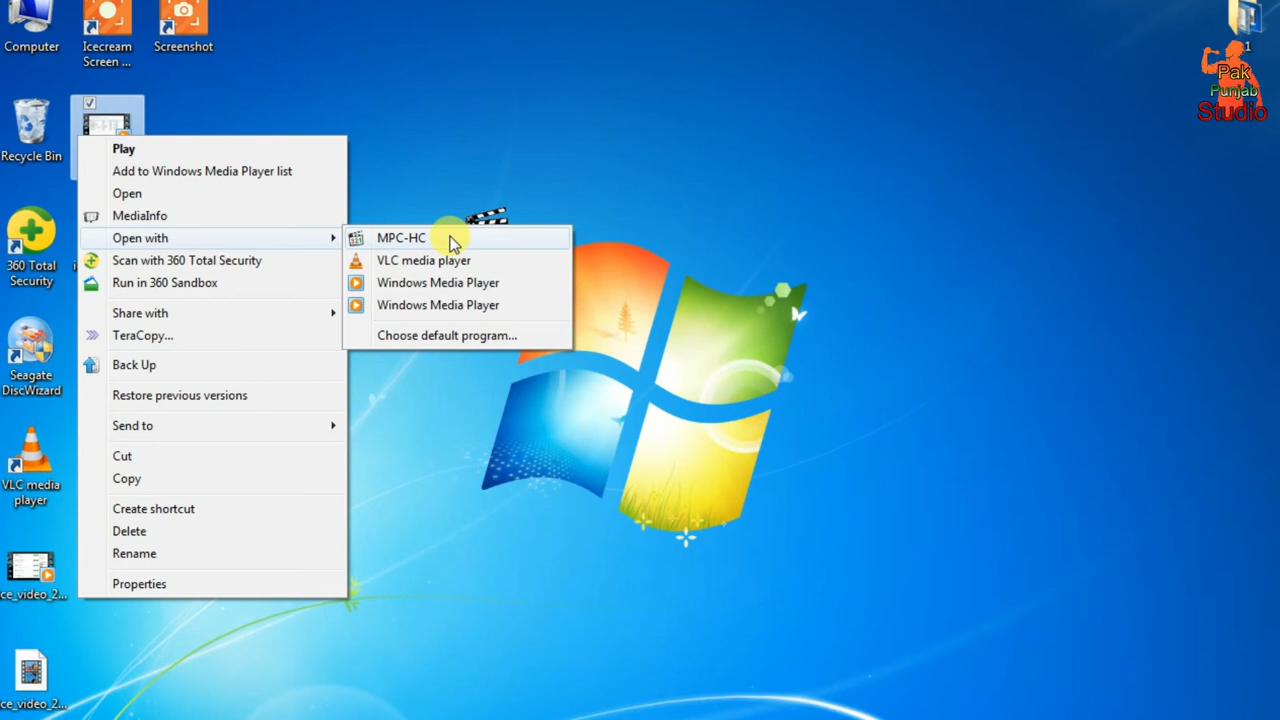 Computer
Icecream
Screen ...
Screenshot
1
Pak
Punjab
Studio
Recycle Bin
360 Total
Security
Seagate
DiscWizard
VLC media
player
ce_video_2...
ce_video_2...
Play
Add to Windows Media Player list
Open
MediaInfo
Open with
Scan with 360 Total Security
Run in 360 Sandbox
Share with
TeraCopy...
Back Up
Restore previous versions
Send to
Cut
Copy
Create shortcut
Delete
Rename
Properties
MPC-HC
VLC media player
Windows Media Player
Windows Media Player
Choose default program...